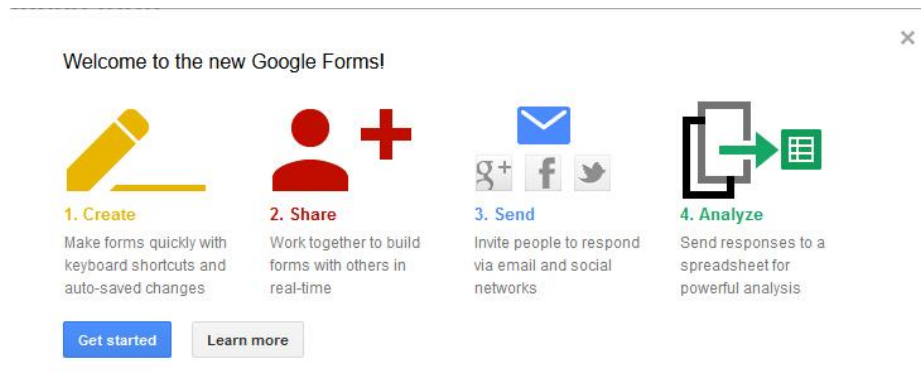 Welcome to the new Google Forms!
g+ f
1. Create
Make forms quickly with
keyboard shortcuts and
auto-saved changes
2. Share
Work together to build
forms with others in
real-time
3. Send
Invite people to respond
via email and social
networks
4. Analyze
Send responses to a
spreadsheet for
powerful analysis
Get started
Learn more